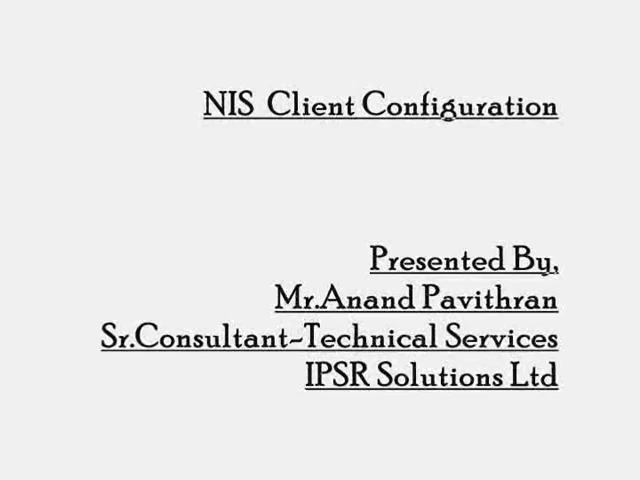 NIS Client Configuration
Presented By,
Mr.Anand Pavithran
Sr.Consultant-Technical Services
IPSR Solutions Ltd